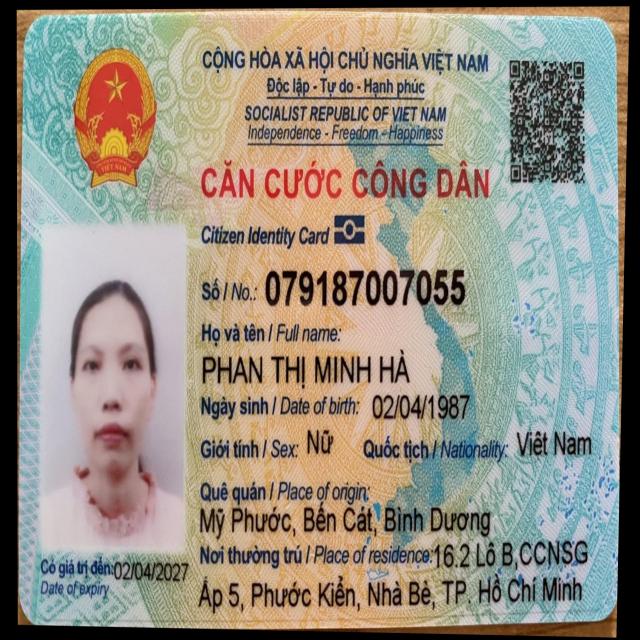 CỘNG HÒA XÃ HỘI CHỦ NGHĨA VIỆT NAM
Độc lập - Tự do - Hạnh phúc
SOCIALIST REPUBLIC OF VIET NAM
Independence - Freedom - Happiness
CĂN CƯỚC CÔNG DÂN
Citizen Identity Card
Số / No.: 079187007055
Họ và tên / Full name:
PHAN THỊ MINH HÀ
Ngày sinh / Date of birth: 02/04/1987
Giới tính / Sex: Nữ Quốc tịch / Nationality: Việt Nam
Quê quán / Place of origin:
Mỹ Phước, Bến Cát, Bình Dương
Nơi thường trú / Place of residence: 16.2 Lô B,CCNSG
Ấp 5, Phước Kiển, Nhà Bè, TP. Hồ Chí Minh
Có giá trị đến: 02/04/2027
Date of expiry
VIỆT NAM